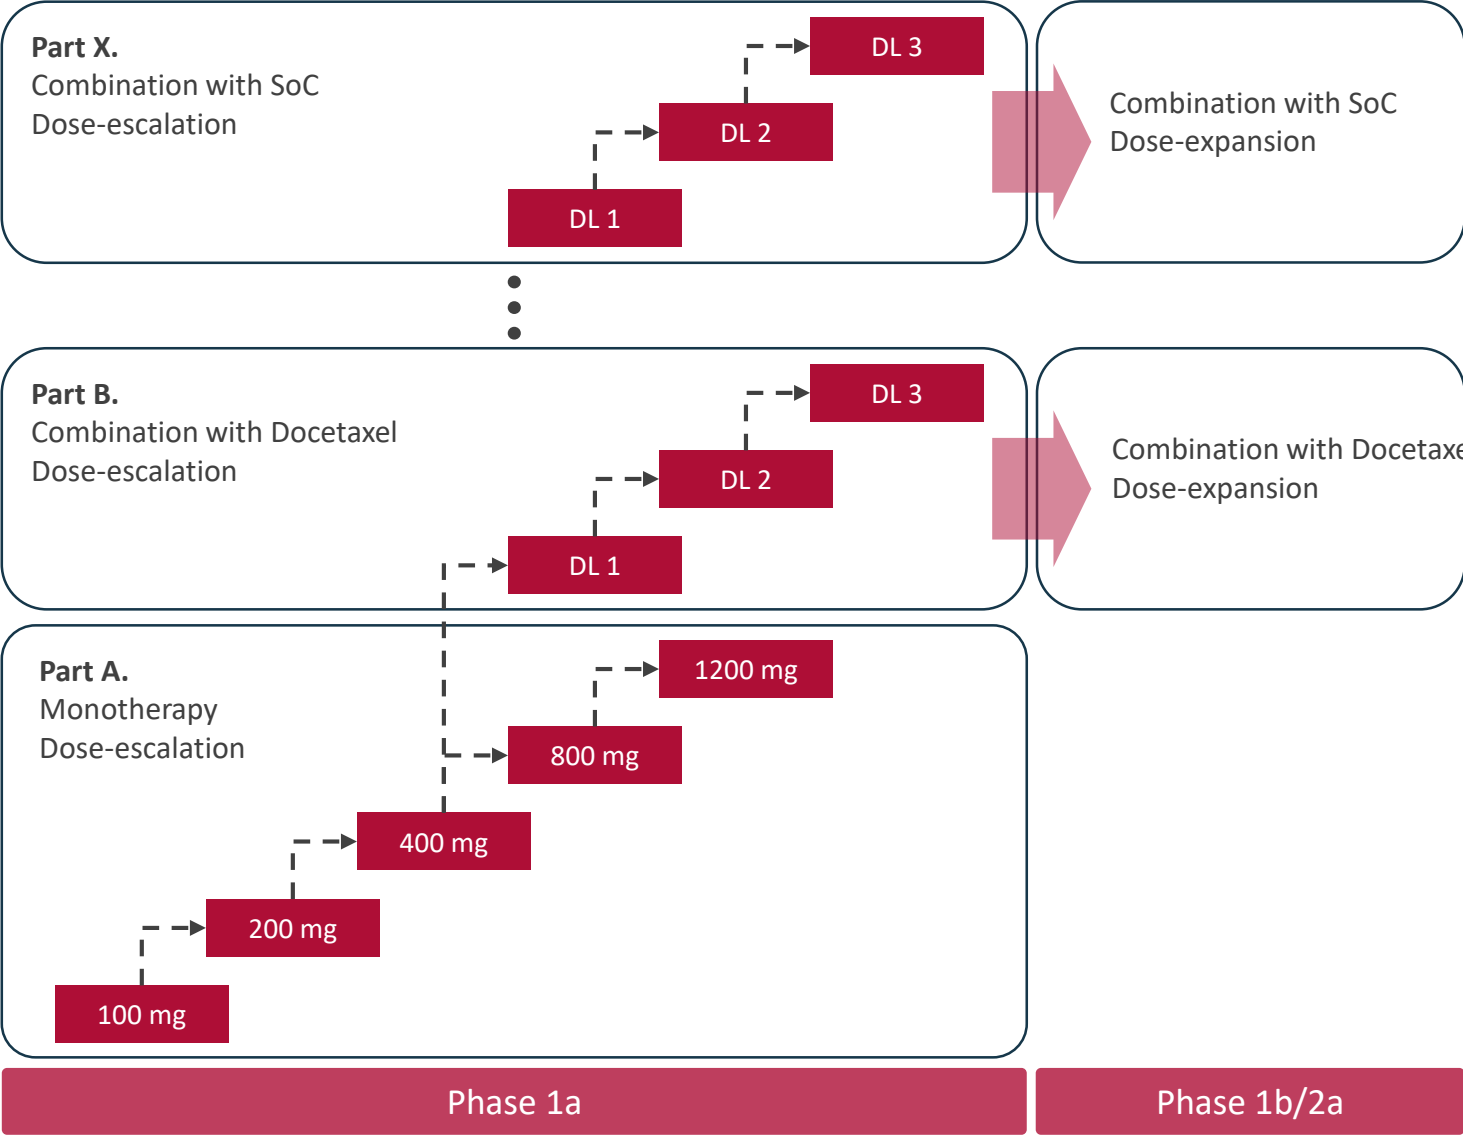 Part X.
Combination with SoC
Dose-escalation
DL 3
DL 2
DL 1
Combination with SoC
Dose-expansion
Part B.
Combination with Docetaxel
Dose-escalation
DL 3
DL 2
DL 1
Combination with Docetaxe
Dose-expansion
Part A.
Monotherapy
Dose-escalation
1200 mg
800 mg
400 mg
200 mg
100 mg
Phase 1a
Phase 1b/2a